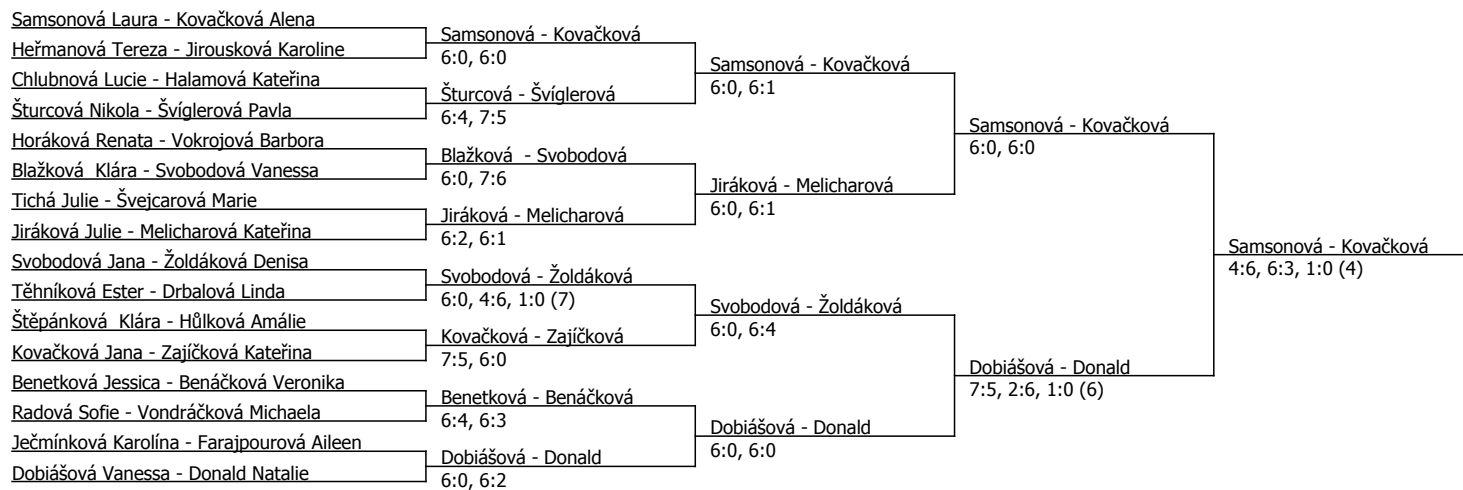 Samsonová Laura - Kovačková Alena
Heřmanová Tereza - Jirousková Karoline
Chlubnová Lucie - Halamová Kateřina
Šturcová Nikola - Švíglerová Pavla
Horáková Renata - Vokrojová Barbora
Blažková  Klára - Svobodová Vanessa
Tichá Julie - Švejcarová Marie
Jiráková Julie - Melicharová Kateřina
Svobodová Jana - Žoldáková Denisa
Těhníková Ester - Drbalová Linda
Štěpánková  Klára - Hůlková Amálie
Kovačková Jana - Zajíčková Kateřina
Benetková Jessica - Benáčková Veronika
Radová Sofie - Vondráčková Michaela
Ječmínková Karolína - Farajpourová Aileen
Dobiášová Vanessa - Donald Natalie
Samsonová - Kovačková
6:0, 6:0
Šturcová - Švíglerová
6:4, 7:5
Blažková  - Svobodová
6:0, 7:6
Jiráková - Melicharová
6:2, 6:1
Svobodová - Žoldáková
6:0, 4:6, 1:0 (7)
Kovačková - Zajíčková
7:5, 6:0
Benetková - Benáčková
6:4, 6:3
Dobiášová - Donald
6:0, 6:2
Samsonová - Kovačková
6:0, 6:1
Jiráková - Melicharová
6:0, 6:1
Svobodová - Žoldáková
6:0, 6:4
Dobiášová - Donald
6:0, 6:0
Samsonová - Kovačková
6:0, 6:0
Dobiášová - Donald
7:5, 2:6, 1:0 (6)
Samsonová - Kovačková
4:6, 6:3, 1:0 (4)